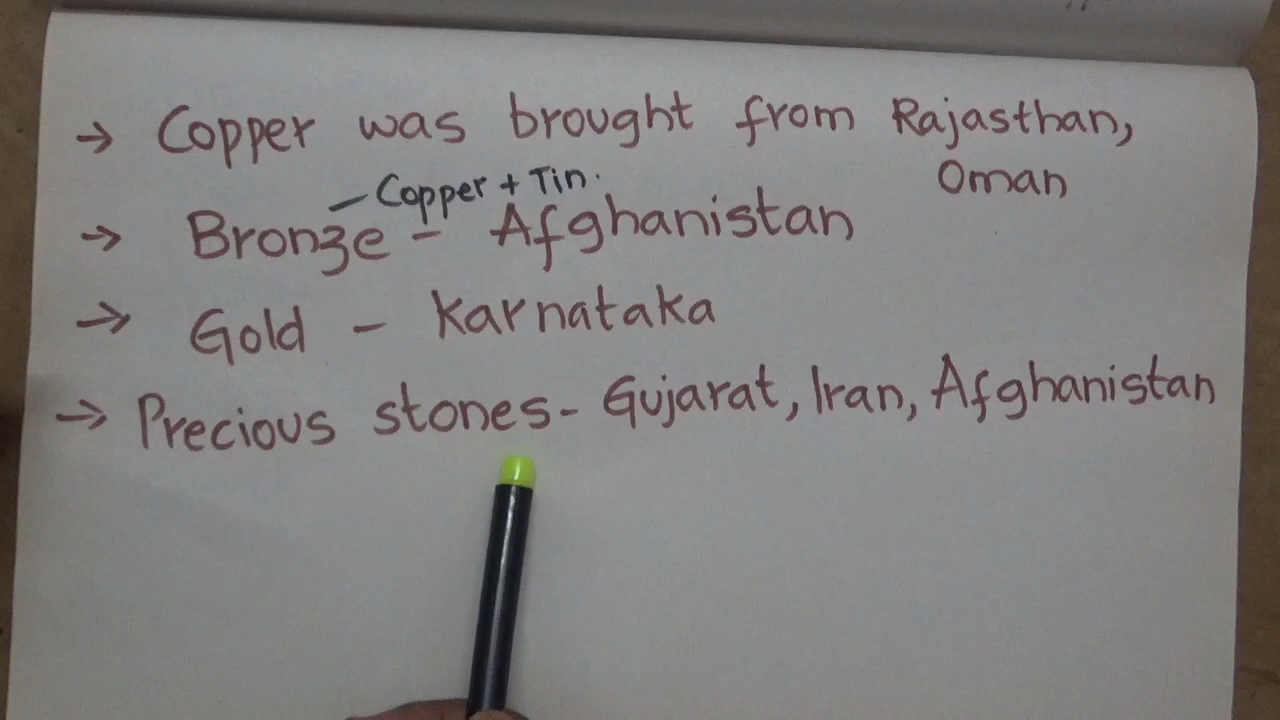 → Copper was brought from Rajasthan,
Oman
– Copper + Tin.
→ Bronze – Afghanistan
→ Gold – Karnataka
→ Precious stones – Gujarat, Iran, Afghanistan